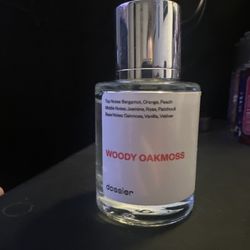 Top Notes: Bergamot, Orange, Peach
Middle Notes: Jasmine, Rose, Patchouli
Base Notes: Oakmoss, Vanilla, Vetiver
WOODY OAKMOSS
dossier